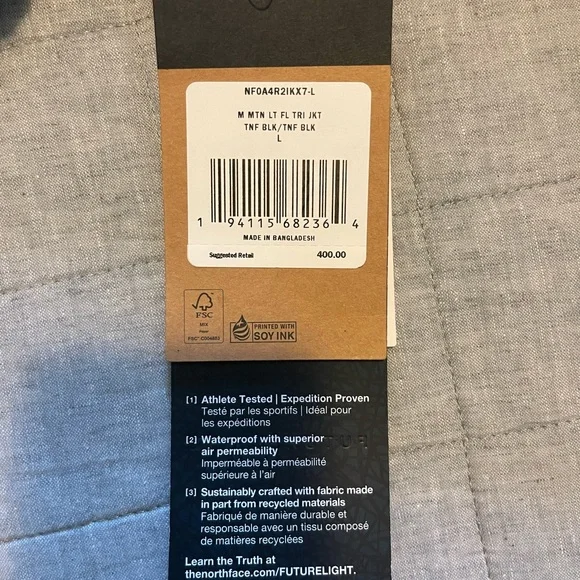 NF0A4R2IKX7-L
M MTN LT FL TRI JKT
TNF BLK/TNF BLK
L
1 94115 68236 4
MADE IN BANGLADESH
Suggested Retail 400.00
FSC
MIX
Paper
FSC® C006802
PRINTED WITH
SOY INK
[1] Athlete Tested | Expedition Proven
Testé par les sportifs | Idéal pour
les expéditions
[2] Waterproof with superior
air permeability
Imperméable à perméabilité
supérieure à l'air
[3] Sustainably crafted with fabric made
in part from recycled materials
Fabriqué de manière durable et
responsable avec un tissu composé
de matières recyclées
Learn the Truth at
thenorthface.com/FUTURELIGHT.